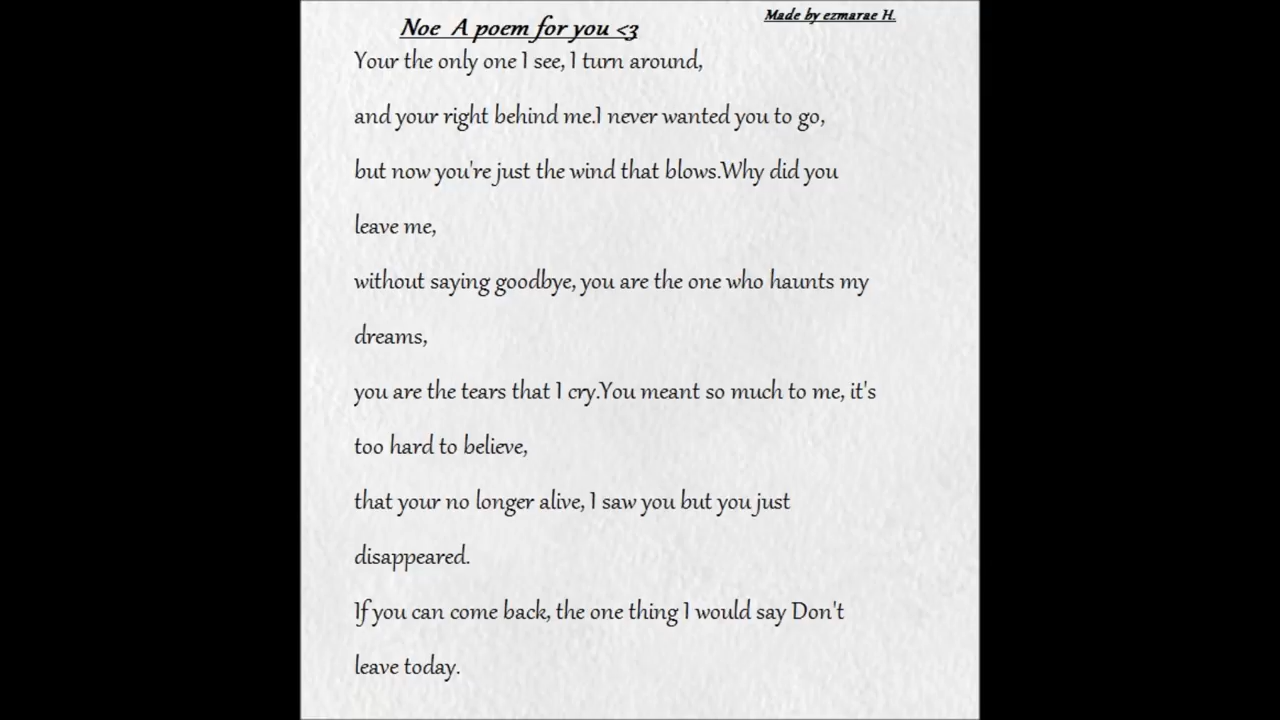 Noe A poem for you <3
Made by ezmarae H.
Your the only one I see, I turn around,
and your right behind me.I never wanted you to go,
but now you're just the wind that blows.Why did you
leave me,
without saying goodbye, you are the one who haunts my
dreams,
you are the tears that I cry.You meant so much to me, it's
too hard to believe,
that your no longer alive, I saw you but you just
disappeared.
If you can come back, the one thing I would say Don't
leave today.